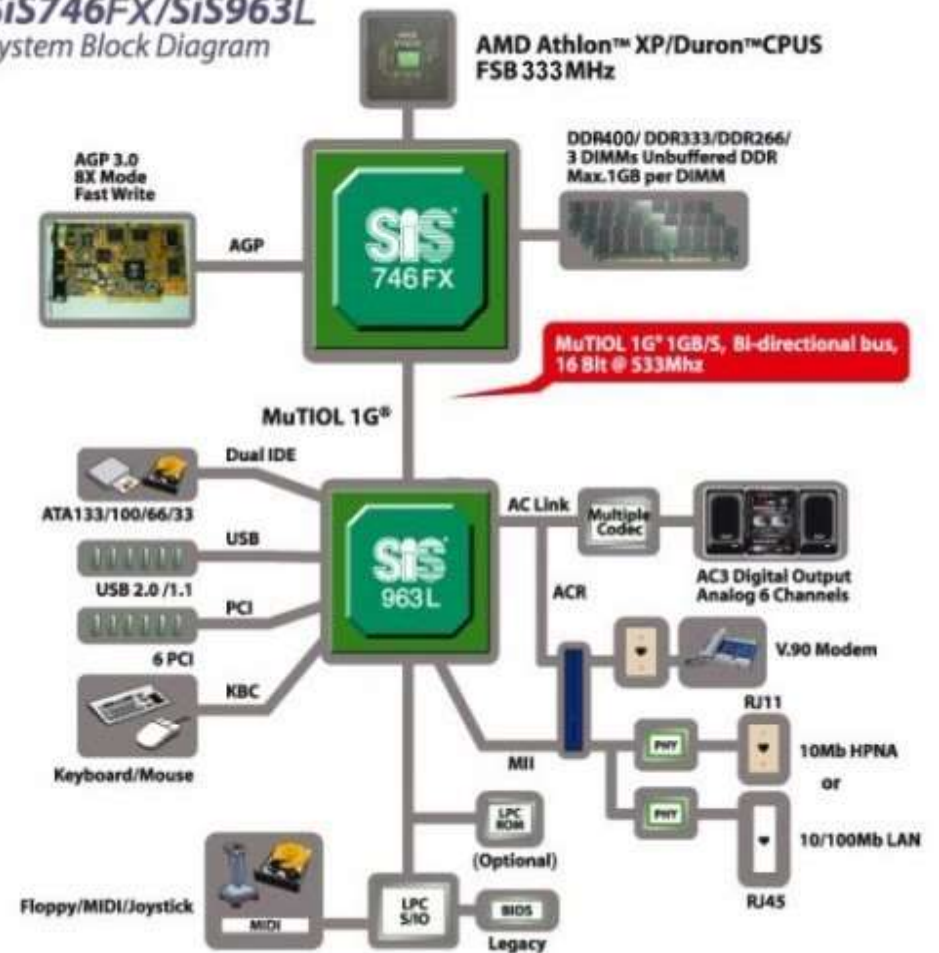 SiS746FX/SiS963L
System Block Diagram
AMD Athlon™ XP/Duron™CPUS
FSB 333MHz
DDR400/ DDR333/DDR266/
3 DIMMs Unbuffered DDR
Max.1GB per DIMM
AGP 3.0
8X Mode
Fast Write
AGP
SiS®
746FX
MuTIOL 1G® 1GB/S, Bi-directional bus,
16 Bit @ 533Mhz
MuTIOL 1G®
Dual IDE
ATA133/100/66/33
USB
USB 2.0 /1.1
PCI
6 PCI
KBC
Keyboard/Mouse
SiS
963L
AC Link
Multiple
Codec
AC3 Digital Output
Analog 6 Channels
ACR
V.90 Modem
RJ11
MII
PHY
10Mb HPNA
or
PHY
10/100Mb LAN
RJ45
LPC
ROM
(Optional)
Floppy/MIDI/Joystick
MIDI
LPC
S/IO
BIOS
Legacy